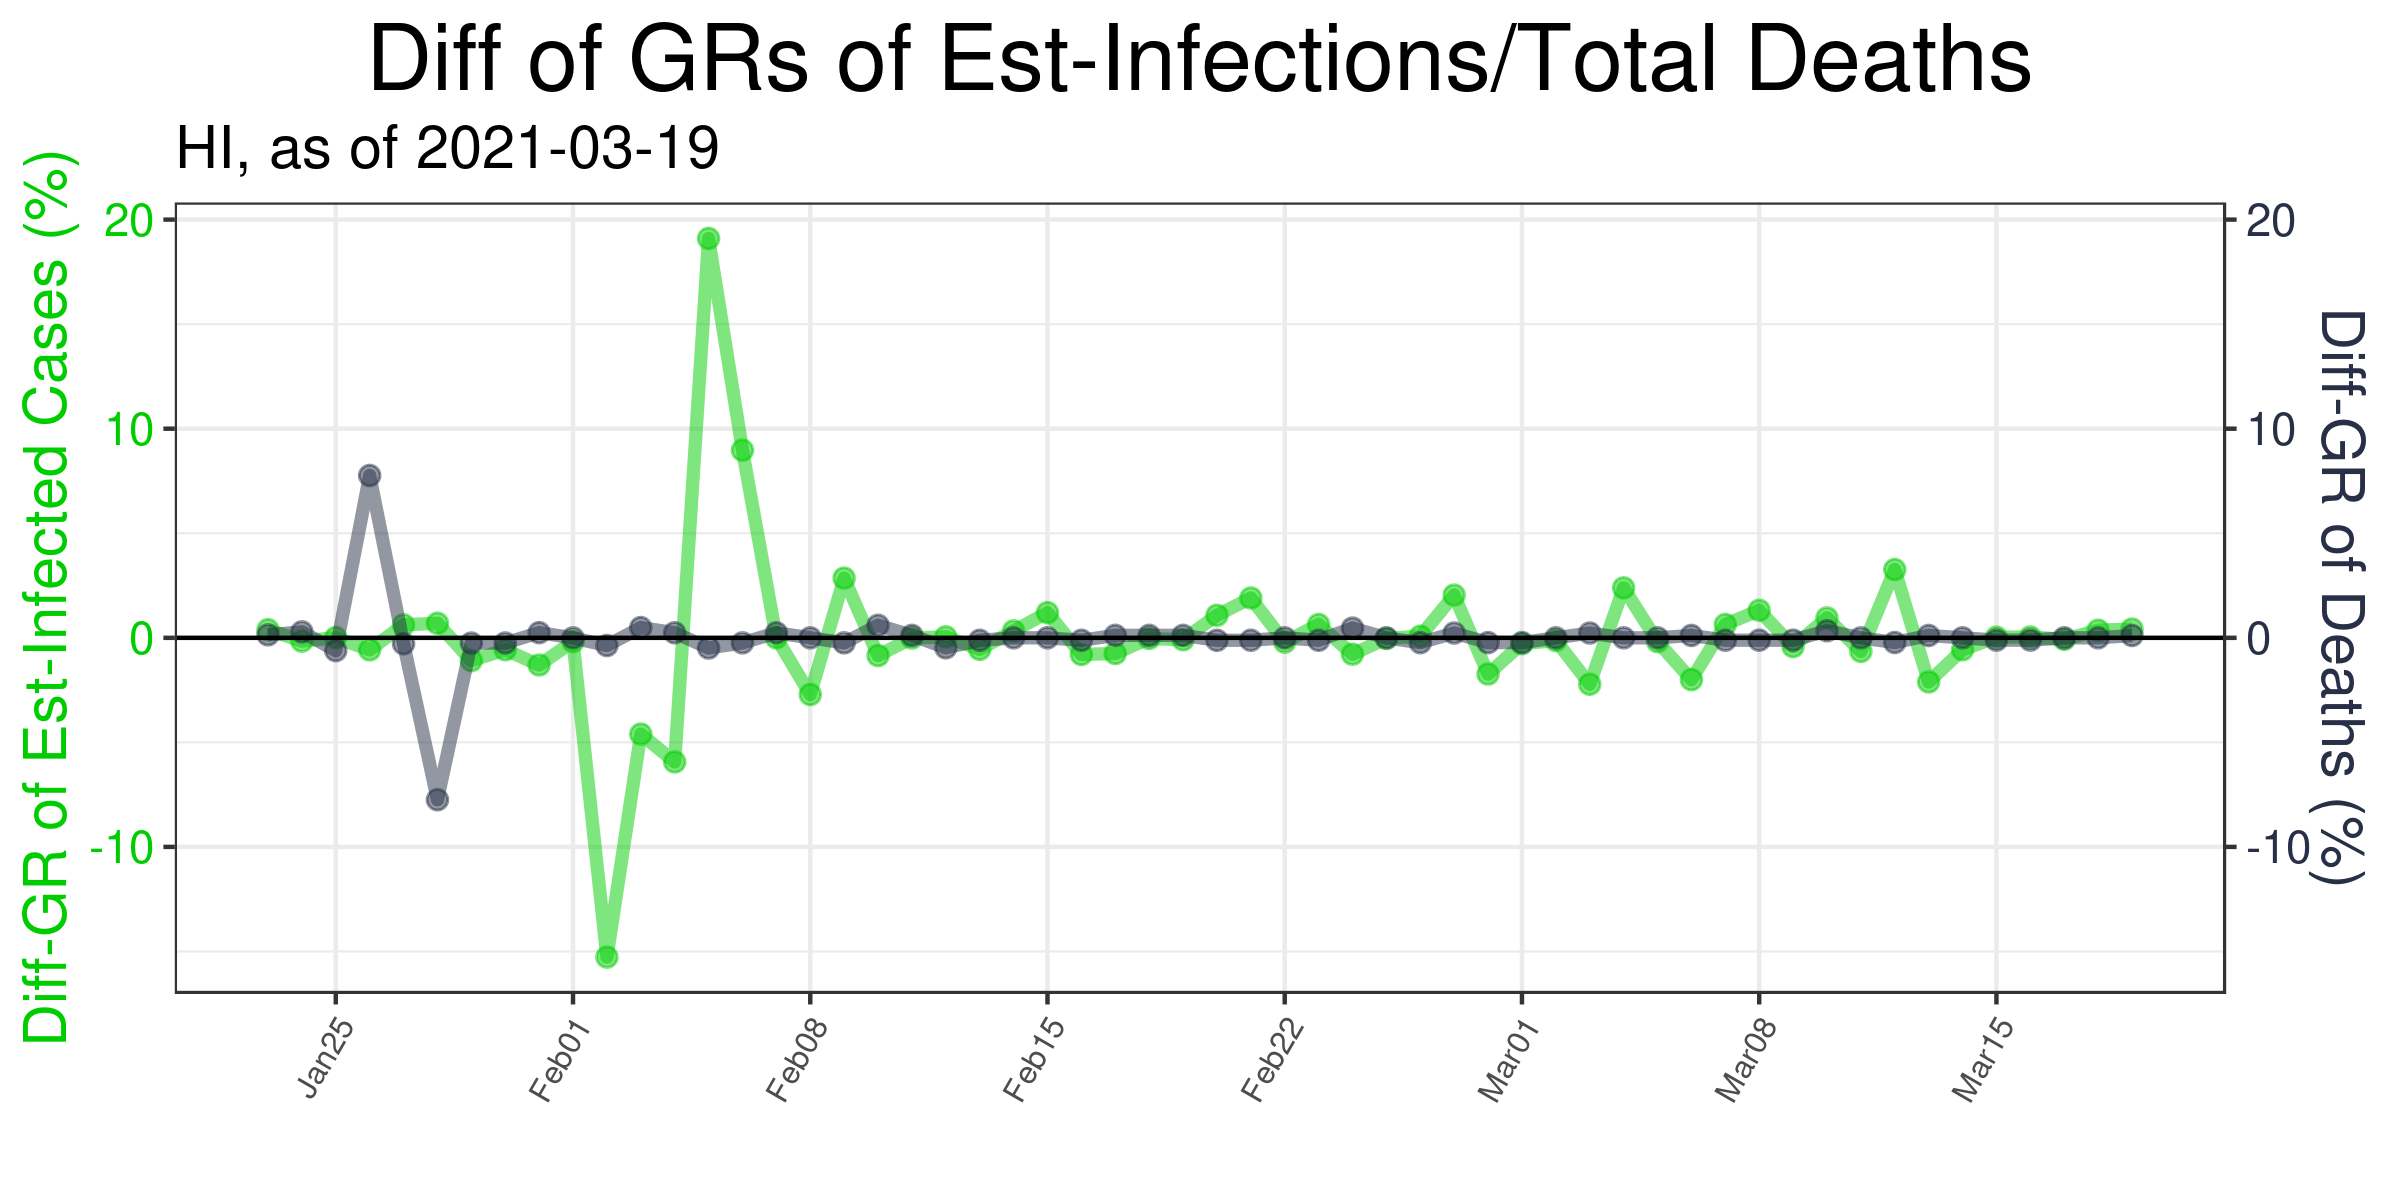 Diff of GRs of Est-Infections/Total Deaths
HI, as of 2021-03-19
Diff-GR of Est-Infected Cases (%)
20
10
0
-10
20
10
0
-10
Diff-GR of Deaths (%)
Jan25
Feb01
Feb08
Feb15
Feb22
Mar01
Mar08
Mar15